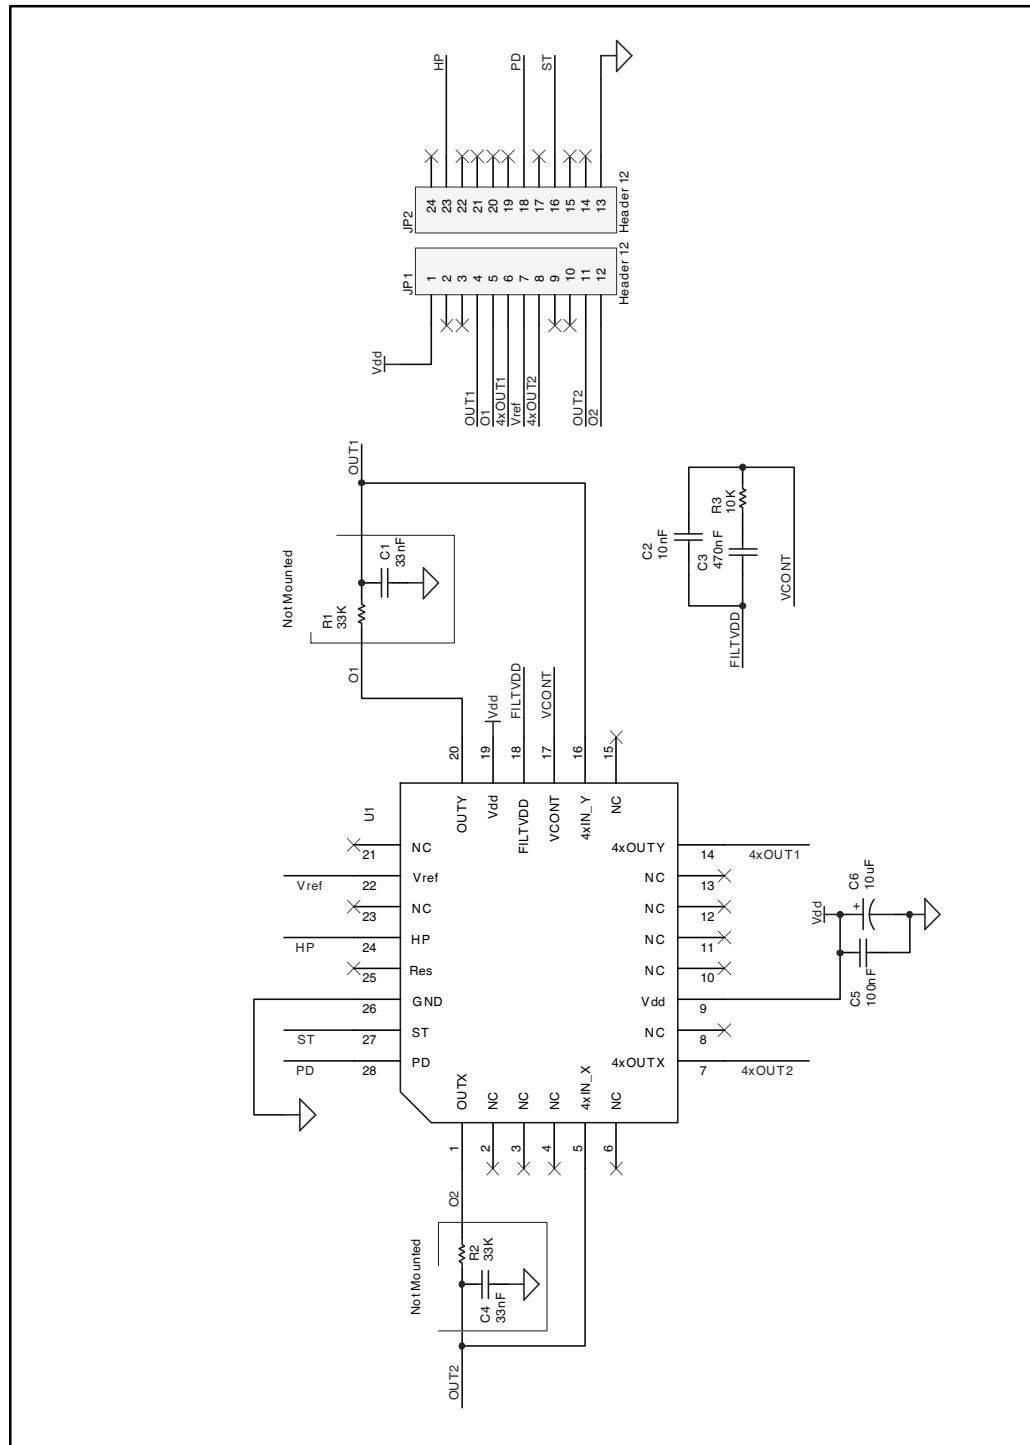 HP
PD
ST
JP2
24
23
22
21
20
19
18
17
16
15
14
13
Header 12
JP1
1
2
3
4
5
6
7
8
9
10
11
12
Header 12
Vdd
OUT1
O1
4xOUT1
Vref
4xOUT2
OUT2
O2
OUT1
Not Mounted
C1
33nF
R1
33K
O1
R3
10K
C2
10nF
C3
470nF
FILTVDD
VCONT
Vdd
FILTVDD
VCONT
20
19
18
17
16
15
U1
OUTY
Vdd
FILTVDD
VCONT
4xIN_Y
NC
21
NC
Vref
22
Vref
23
NC
HP
24
HP
25
Res
26
GND
ST
27
ST
PD
28
PD
4xOUTY
14
4xOUT1
NC
13
NC
12
NC
11
NC
10
Vdd
9
NC
8
4xOUTX
7
4xOUT2
Vdd
+
C6
10uF
C5
100nF
OUTX
NC
NC
NC
4xIN_X
NC
1
2
3
4
5
6
O2
Not Mounted
R2
33K
C4
33nF
OUT2